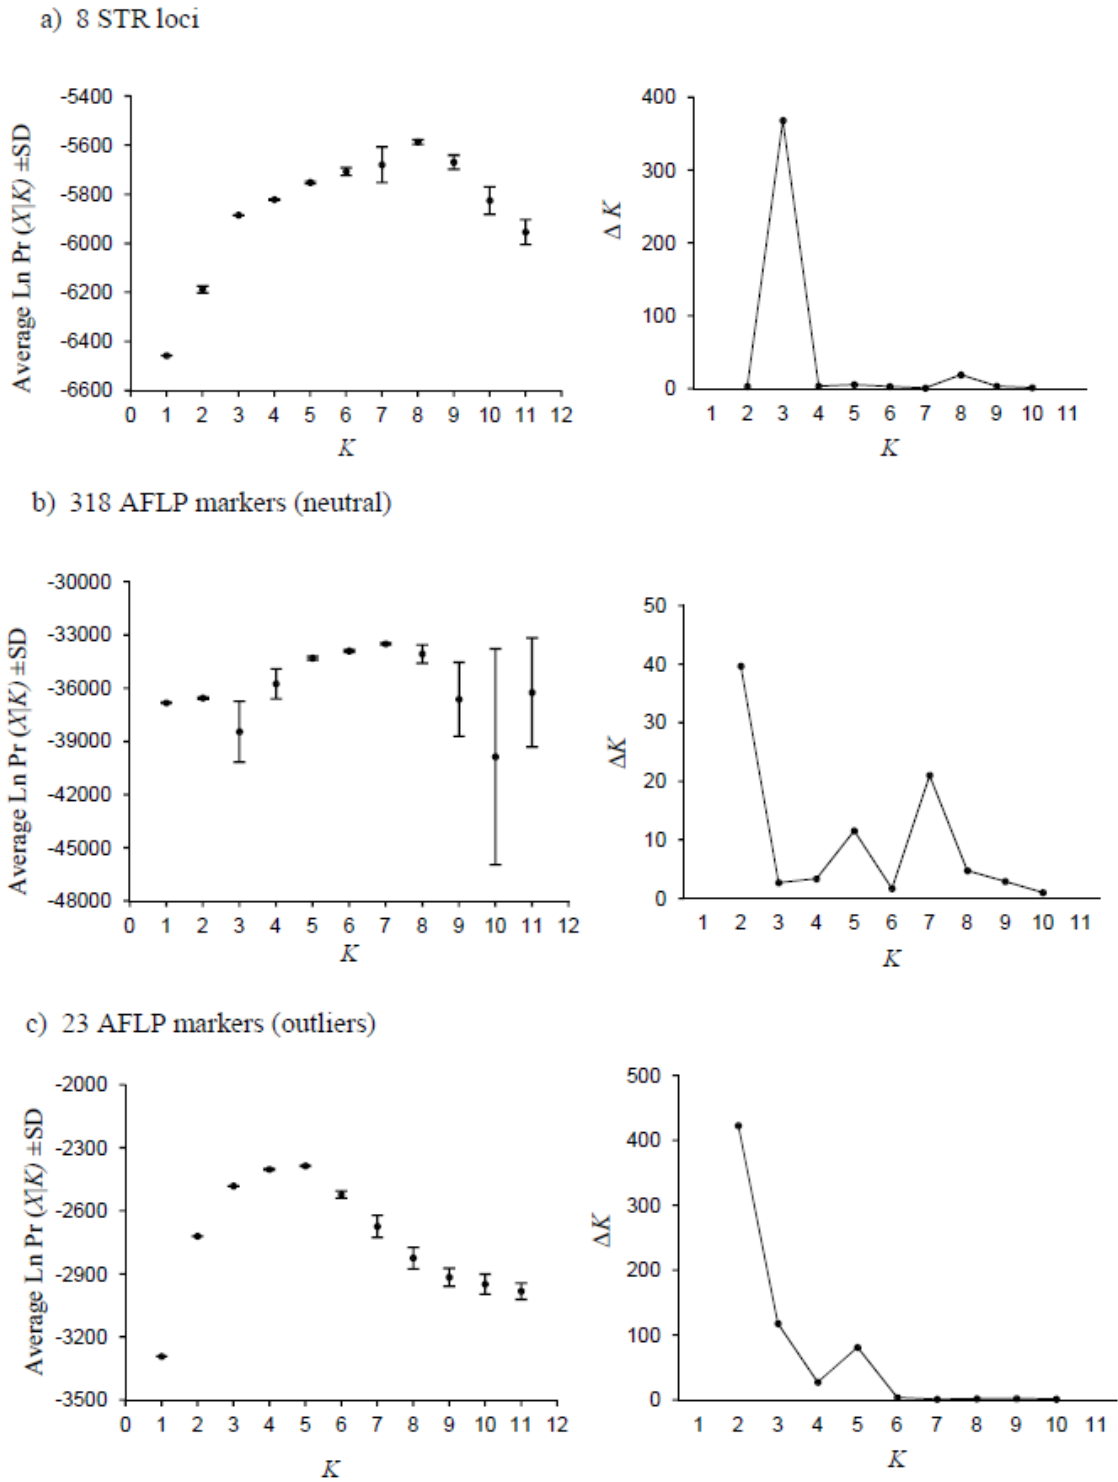 a) 8 STR loci
Average Ln Pr (X|K) ±SD
-5400
-5600
-5800
-6000
-6200
-6400
-6600
0 1 2 3 4 5 6 7 8 9 10 11 12
K
Δ K
400
300
200
100
0
1 2 3 4 5 6 7 8 9 10 11
K
b) 318 AFLP markers (neutral)
Average Ln Pr (X|K) ±SD
-30000
-33000
-36000
-39000
-42000
-45000
-48000
0 1 2 3 4 5 6 7 8 9 10 11 12
K
ΔK
50
40
30
20
10
0
1 2 3 4 5 6 7 8 9 10 11
K
c) 23 AFLP markers (outliers)
Average Ln Pr (X|K) ±SD
-2000
-2300
-2600
-2900
-3200
-3500
0 1 2 3 4 5 6 7 8 9 10 11 12
K
ΔK
500
400
300
200
100
0
1 2 3 4 5 6 7 8 9 10 11
K